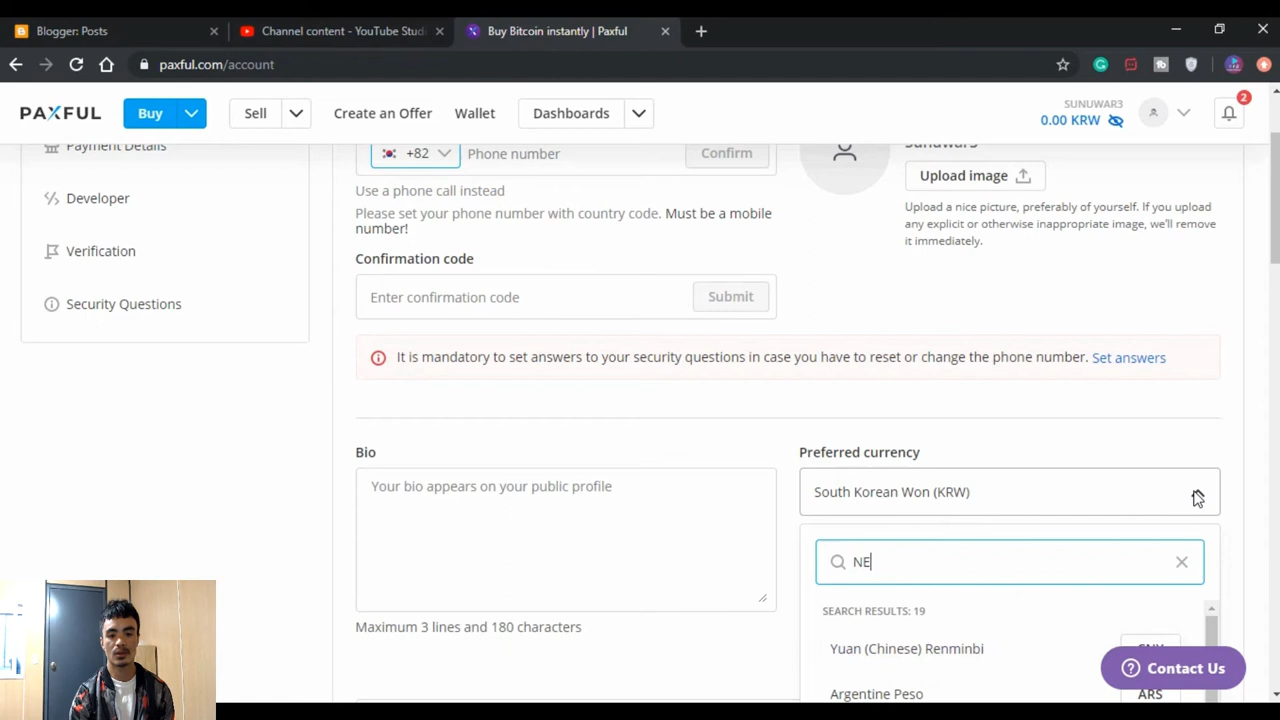 Blogger: Posts
Channel content - YouTube Stud
Buy Bitcoin instantly | Paxful
paxful.com/account
PAXFUL
Buy
Sell
Create an Offer
Wallet
Dashboards
SUNUWAR3
0.00 KRW
2
Payment Details
Developer
Verification
Security Questions
+82
Phone number
Confirm
Use a phone call instead
Please set your phone number with country code. Must be a mobile
number!
Confirmation code
Enter confirmation code
Submit
Sunuwar3
Upload image
Upload a nice picture, preferably of yourself. If you upload
any explicit or otherwise inappropriate image, we'll remove
it immediately.
It is mandatory to set answers to your security questions in case you have to reset or change the phone number. Set answers
Bio
Your bio appears on your public profile
Maximum 3 lines and 180 characters
Preferred currency
South Korean Won (KRW)
NE
SEARCH RESULTS: 19
Yuan (Chinese) Renminbi
CNY
Argentine Peso
ARS
Contact Us